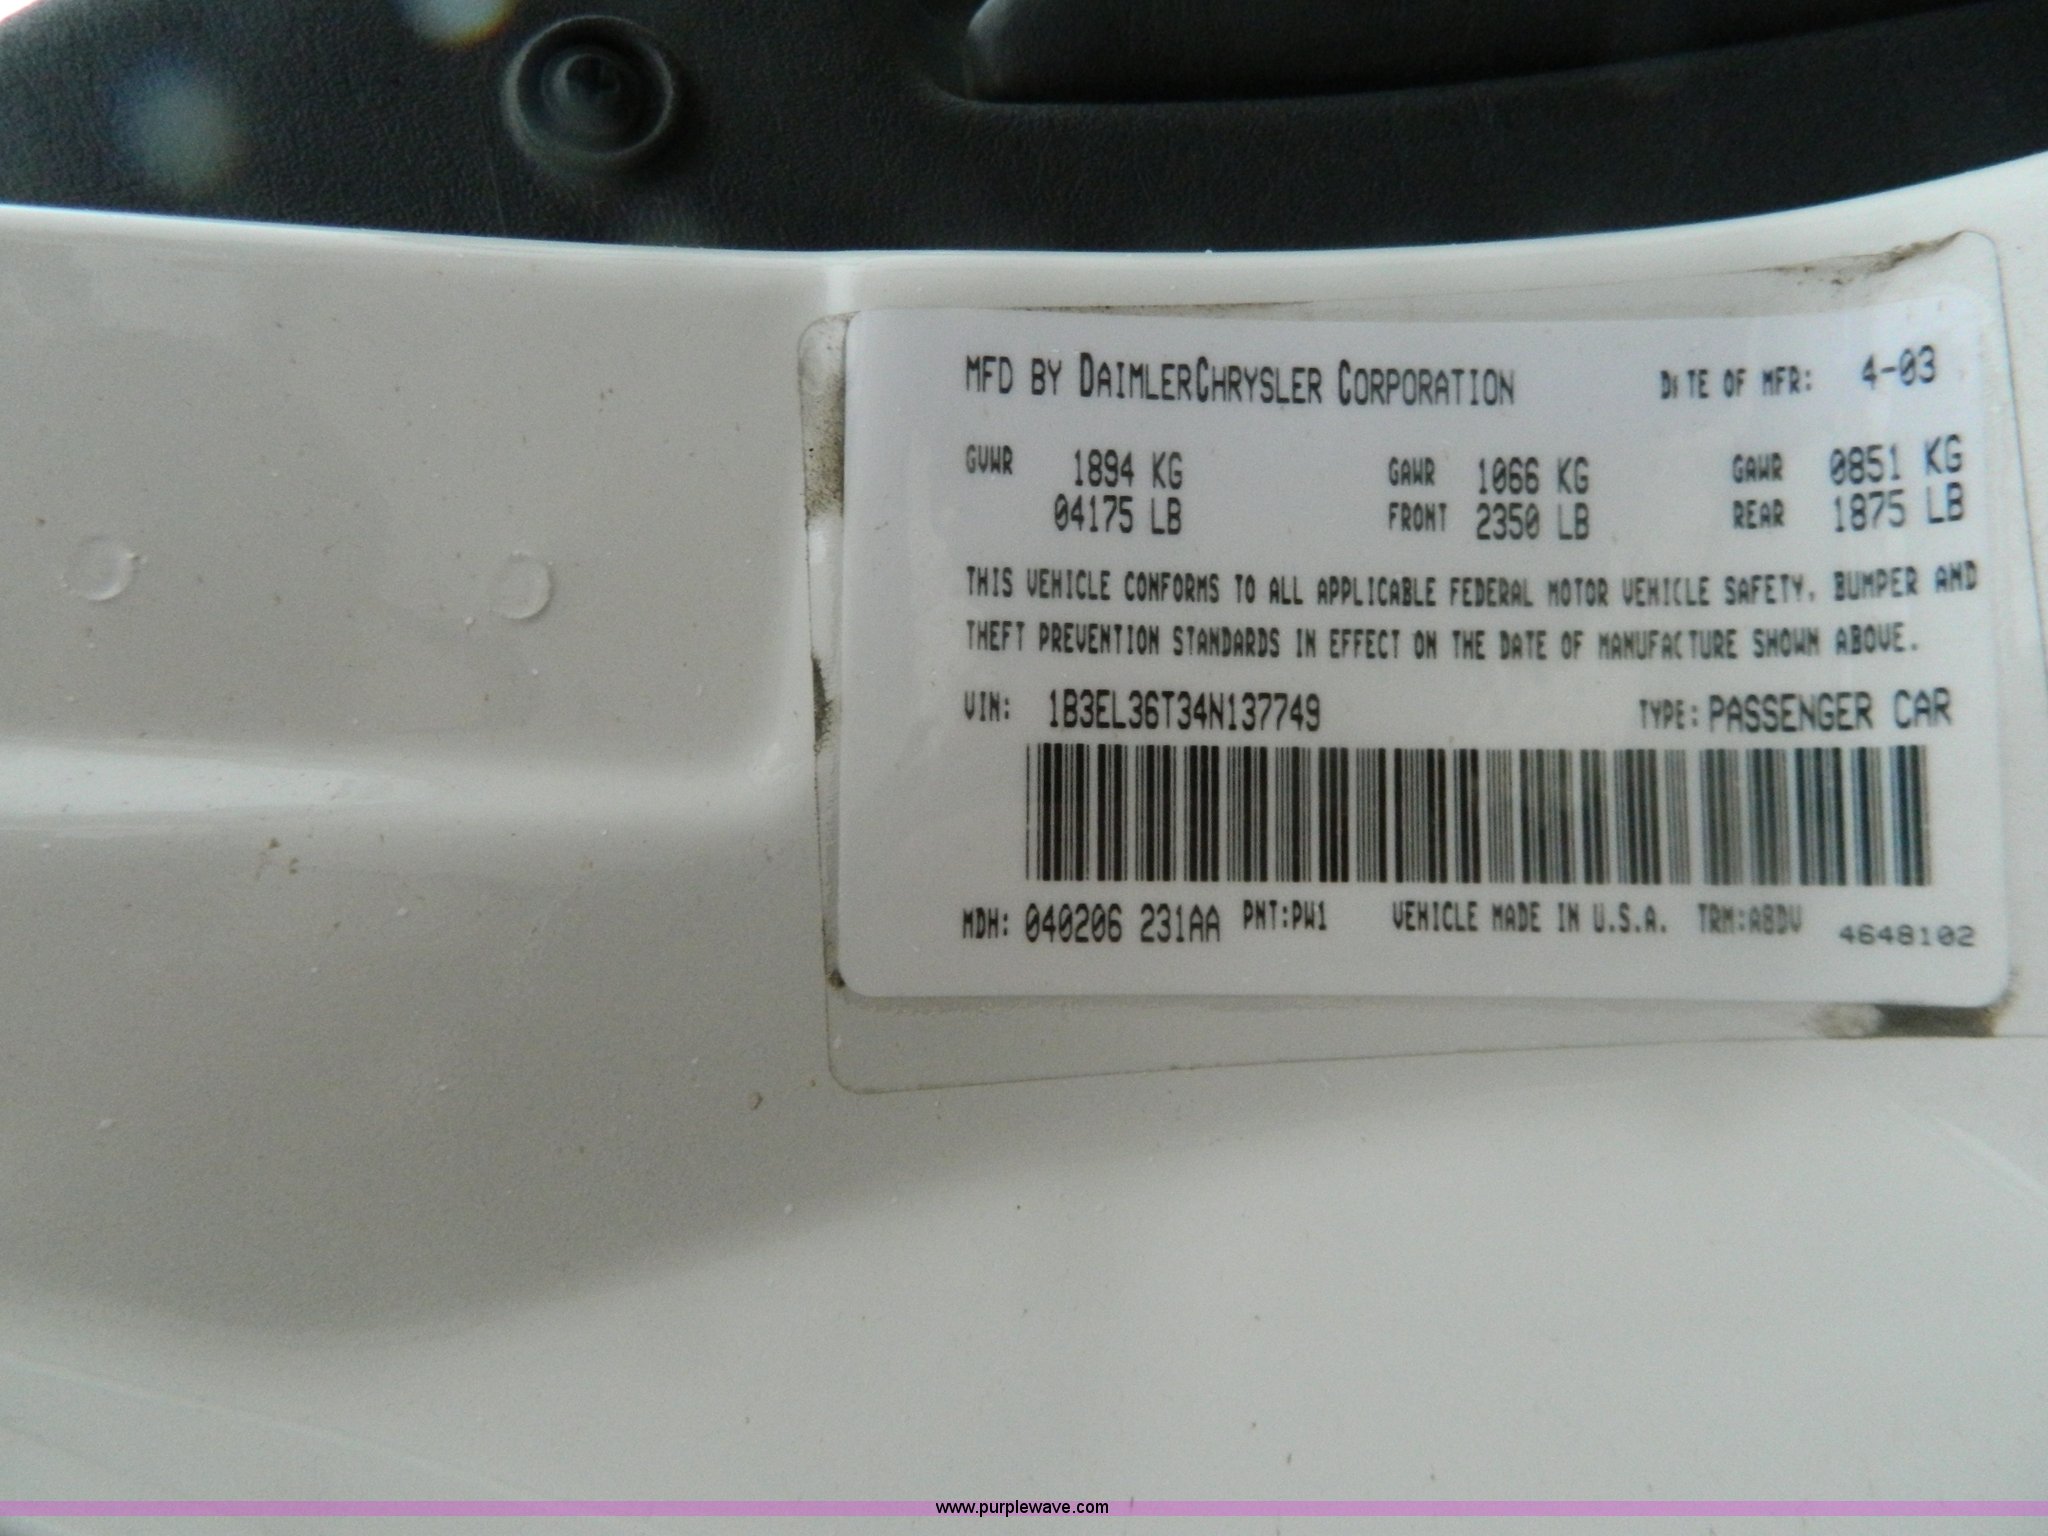 MFD BY DAIMLERCHRYSLER CORPORATION DATE OF MFR: 4-03
GVWR 1894 KG GAWR 1066 KG GAWR 0851 KG
04175 LB FRONT 2350 LB REAR 1875 LB
THIS VEHICLE CONFORMS TO ALL APPLICABLE FEDERAL MOTOR VEHICLE SAFETY, BUMPER AND
THEFT PREVENTION STANDARDS IN EFFECT ON THE DATE OF MANUFACTURE SHOWN ABOVE.
VIN: 1B3EL36T34N137749 TYPE: PASSENGER CAR
MDH: 040206 231AA PNT:PW1 VEHICLE MADE IN U.S.A. TRM:A8DV 4648102
www.purplewave.com